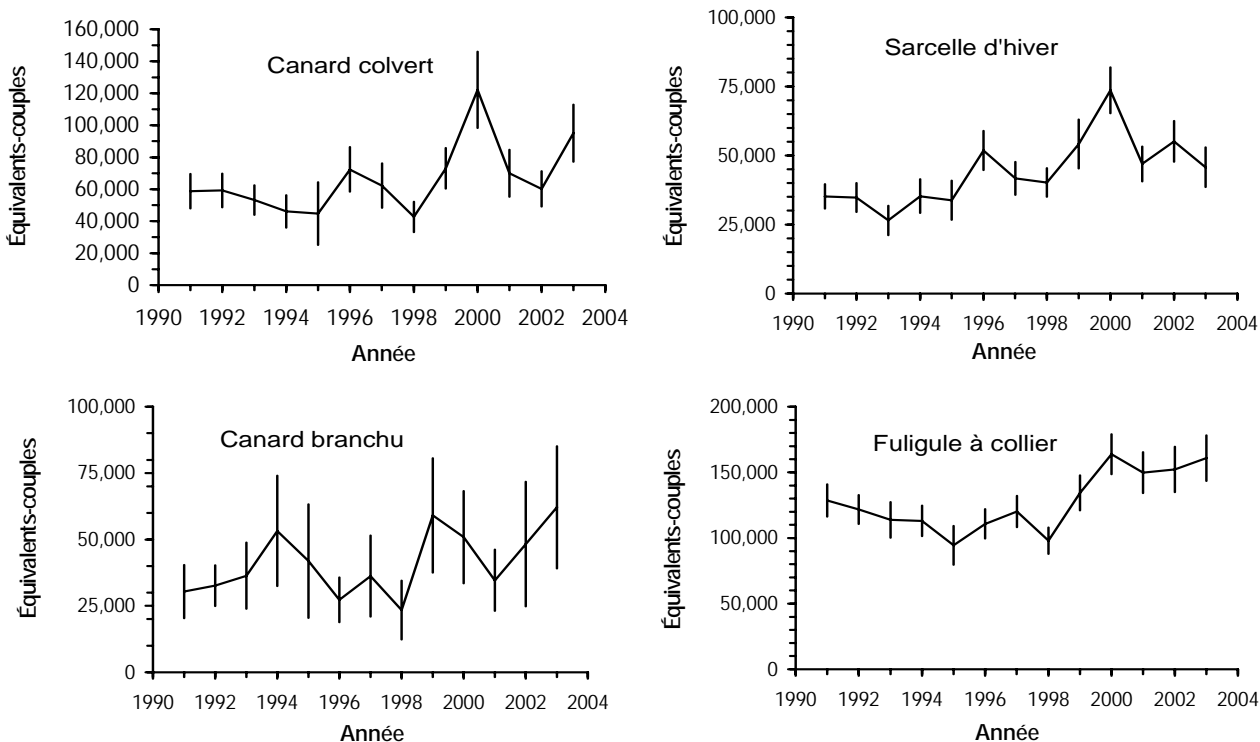 Canard colvert
Équivalents-couples
160,000
140,000
120,000
100,000
80,000
60,000
40,000
20,000
0
1990 1992 1994 1996 1998 2000 2002 2004
Année
Sarcelle d'hiver
Équivalents-couples
100,000
75,000
50,000
25,000
0
1990 1992 1994 1996 1998 2000 2002 2004
Année
Canard branchu
Équivalents-couples
100,000
75,000
50,000
25,000
0
1990 1992 1994 1996 1998 2000 2002 2004
Année
Fuligule à collier
Équivalents-couples
200,000
150,000
100,000
50,000
0
1990 1992 1994 1996 1998 2000 2002 2004
Année